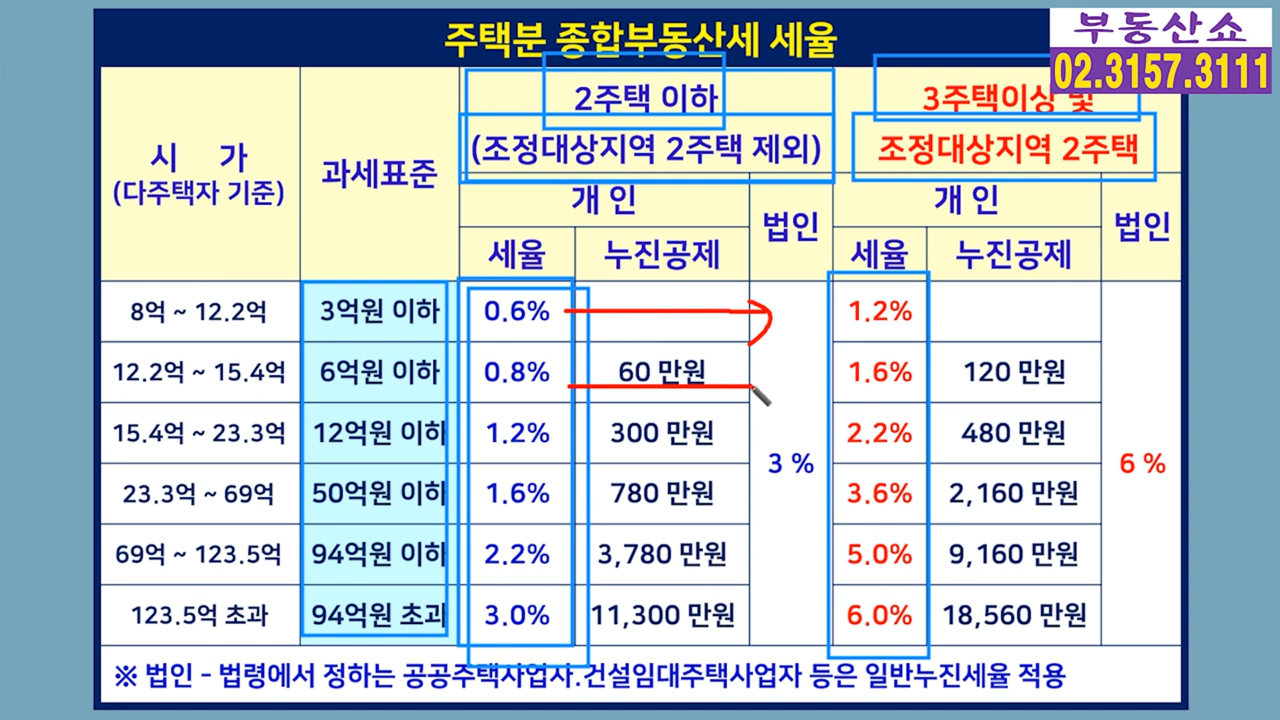 부동산쇼
02.3157.3111
주택분 종합부동산세 세율
시 가
(다주택자 기준)
과세표준
2주택 이하
(조정대상지역 2주택 제외)
3주택이상 및
조정대상지역 2주택
개 인
법인
개 인
법인
세율 누진공제 세율 누진공제
8억 ~ 12.2억 3억원 이하 0.6% 1.2%
12.2억 ~ 15.4억 6억원 이하 0.8% 60 만원 1.6% 120 만원
15.4억 ~ 23.3억 12억원 이하 1.2% 300 만원 2.2% 480 만원
3 % 6 %
23.3억 ~ 69억 50억원 이하 1.6% 780 만원 3.6% 2,160 만원
69억 ~ 123.5억 94억원 이하 2.2% 3,780 만원 5.0% 9,160 만원
123.5억 초과 94억원 초과 3.0% 11,300 만원 6.0% 18,560 만원
※ 법인 - 법령에서 정하는 공공주택사업자.건설임대주택사업자 등은 일반누진세율 적용